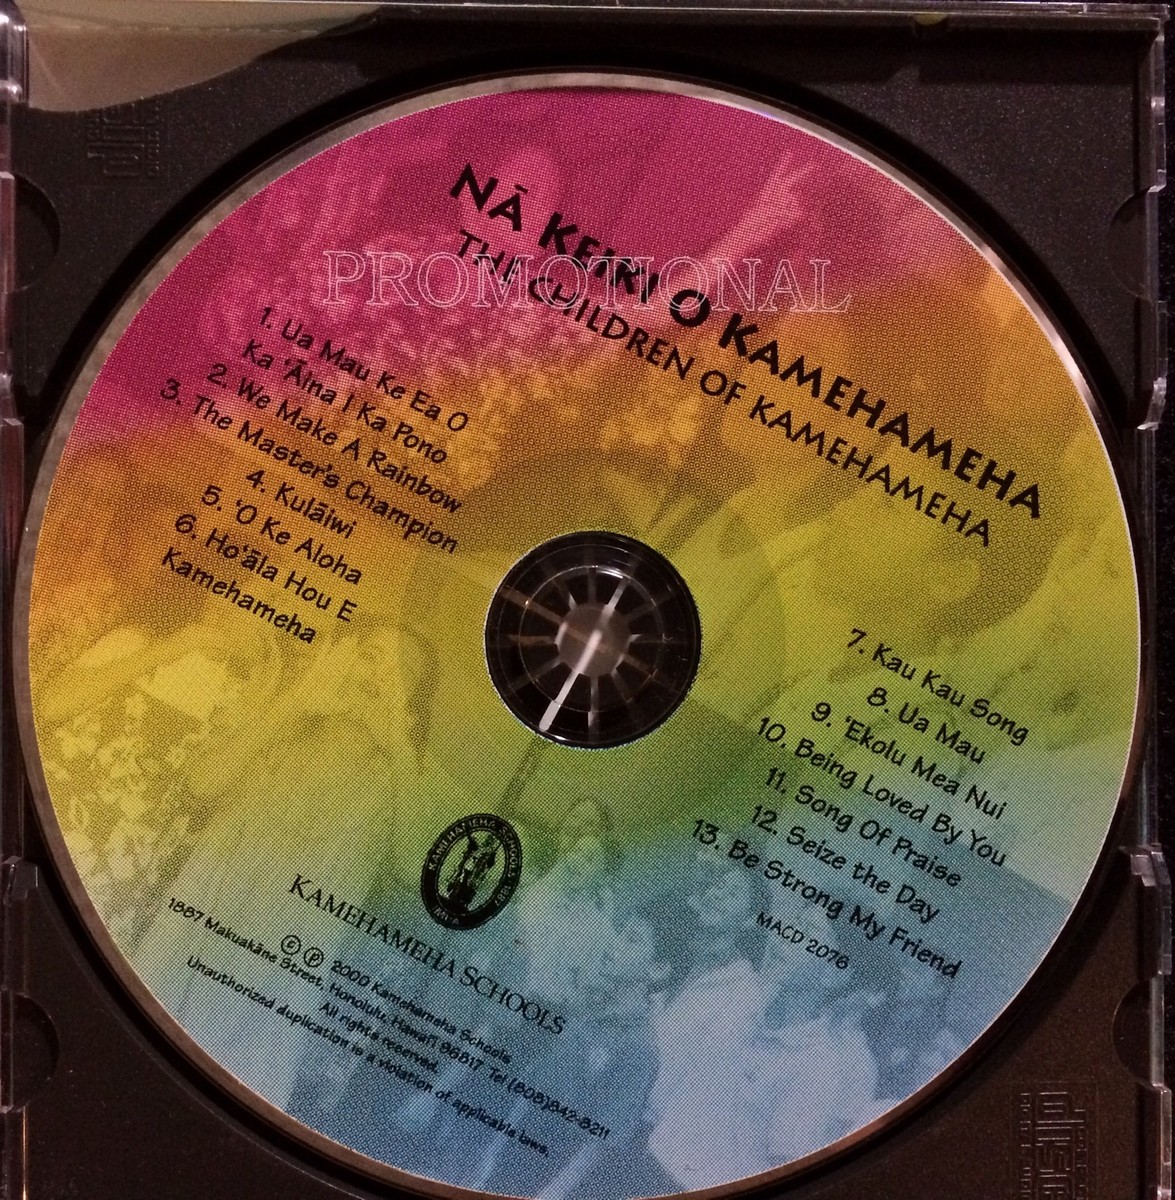 NĀ KEIKI O KAMEHAMEHA
PROMOTIONAL
THE CHILDREN OF KAMEHAMEHA
1. Ua Mau Ke Ea O
Ka ʻĀina I Ka Pono
2. We Make A Rainbow
3. The Master's Champion
4. Kulāiwi
5. ʻO Ke Aloha
6. Hoʻāla Hou E
Kamehameha
7. Kau Kau Song
8. Ua Mau
9. ʻEkolu Mea Nui
10. Being Loved By You
11. Song Of Praise
12. Seize the Day
13. Be Strong My Friend
MACD 2076
KAMEHAMEHA SCHOOLS 1887
KAMEHAMEHA SCHOOLS
© ℗ 2000 Kamehameha Schools
1887 Makuakāne Street, Honolulu, Hawaiʻi 96817 Tel (808)842-8211
All rights reserved.
Unauthorized duplication is a violation of applicable laws.